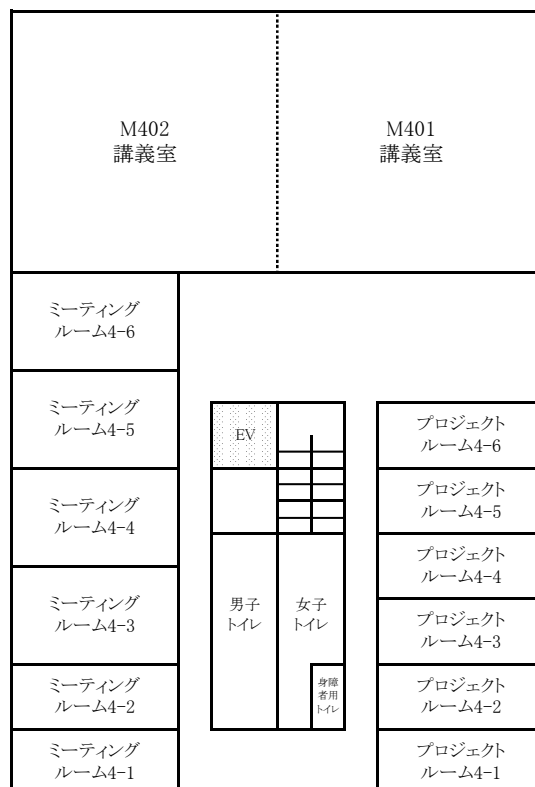 M402
講義室
M401
講義室
ミーティング
ルーム4-6
ミーティング
ルーム4-5
EV
プロジェクト
ルーム4-6
ミーティング
ルーム4-4
プロジェクト
ルーム4-5
プロジェクト
ルーム4-4
ミーティング
ルーム4-3
男子
トイレ
女子
トイレ
プロジェクト
ルーム4-3
ミーティング
ルーム4-2
身障
者用
トイレ
プロジェクト
ルーム4-2
ミーティング
ルーム4-1
プロジェクト
ルーム4-1